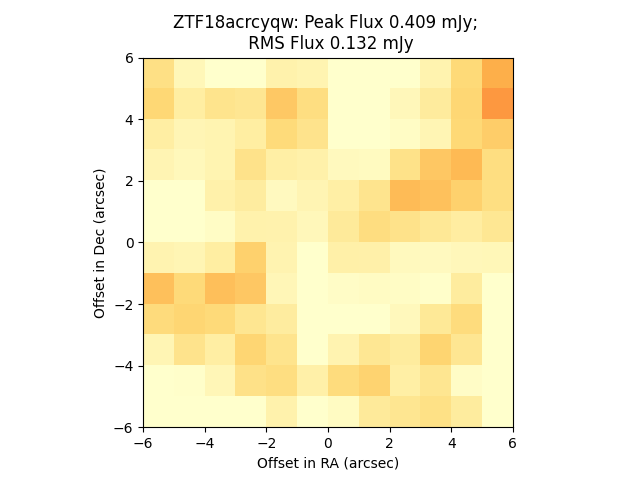 ZTF18acrcyqw: Peak Flux 0.409 mJy;
RMS Flux 0.132 mJy
6
4
2
0
−2
−4
−6
Offset in Dec (arcsec)
−6 −4 −2 0 2 4 6
Offset in RA (arcsec)